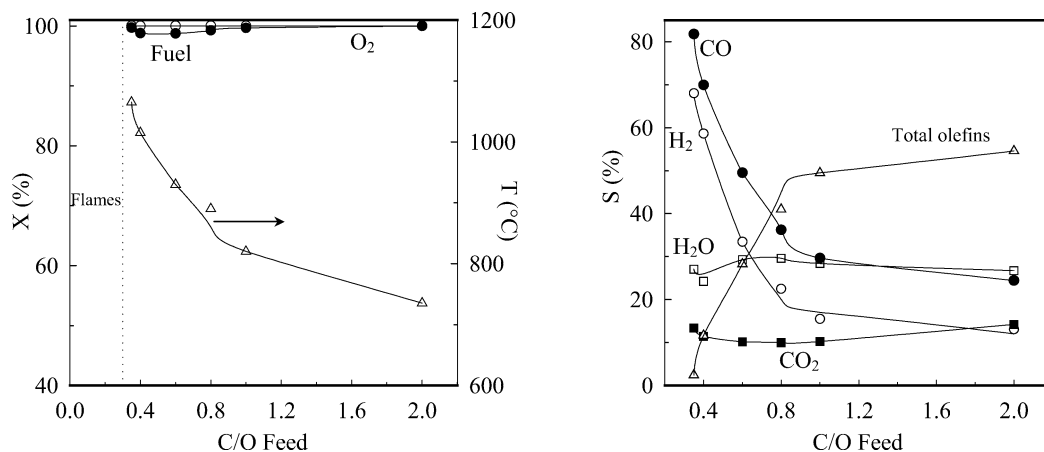 100
80
60
40
X (%)
0.0 0.4 0.8 1.2 1.6 2.0
C/O Feed
1200
1000
800
600
T (°C)
Fuel
O₂
Flames
80
60
40
20
0
S (%)
0.4 0.8 1.2 1.6 2.0
C/O Feed
CO
H₂
Total olefins
H₂O
CO₂